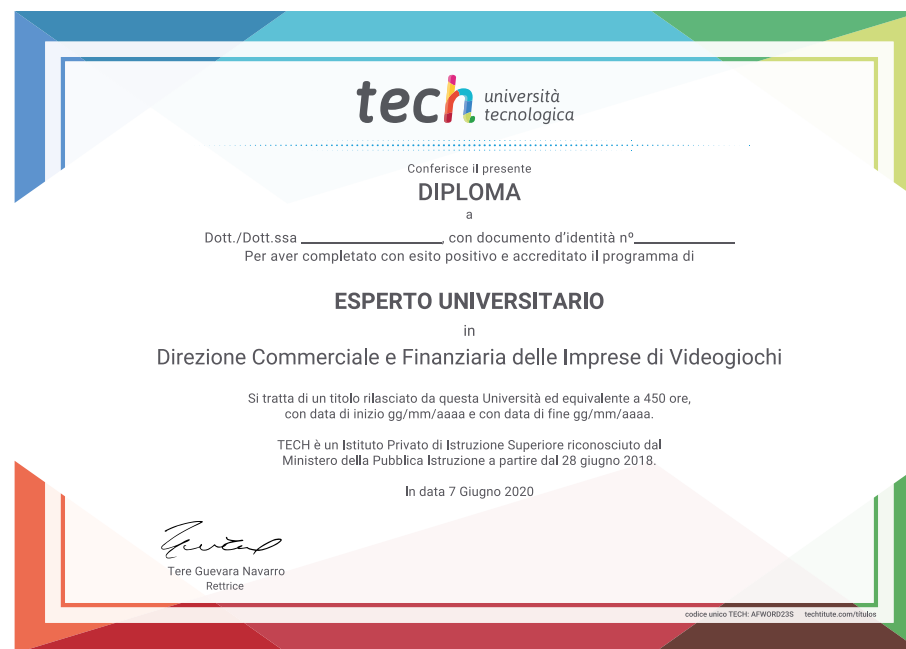 tech università
tecnologica
Conferisce il presente
DIPLOMA
a
Dott./Dott.ssa ____________________, con documento d'identità nº______________
Per aver completato con esito positivo e accreditato il programma di
ESPERTO UNIVERSITARIO
in
Direzione Commerciale e Finanziaria delle Imprese di Videogiochi
Si tratta di un titolo rilasciato da questa Università ed equivalente a 450 ore,
con data di inizio gg/mm/aaaa e con data di fine gg/mm/aaaa.
TECH è un Istituto Privato di Istruzione Superiore riconosciuto dal
Ministero della Pubblica Istruzione a partire dal 28 giugno 2018.
In data 7 Giugno 2020
Tere Guevara Navarro
Rettrice
codice unico TECH: AFWORD23S techtitute.com/titulos